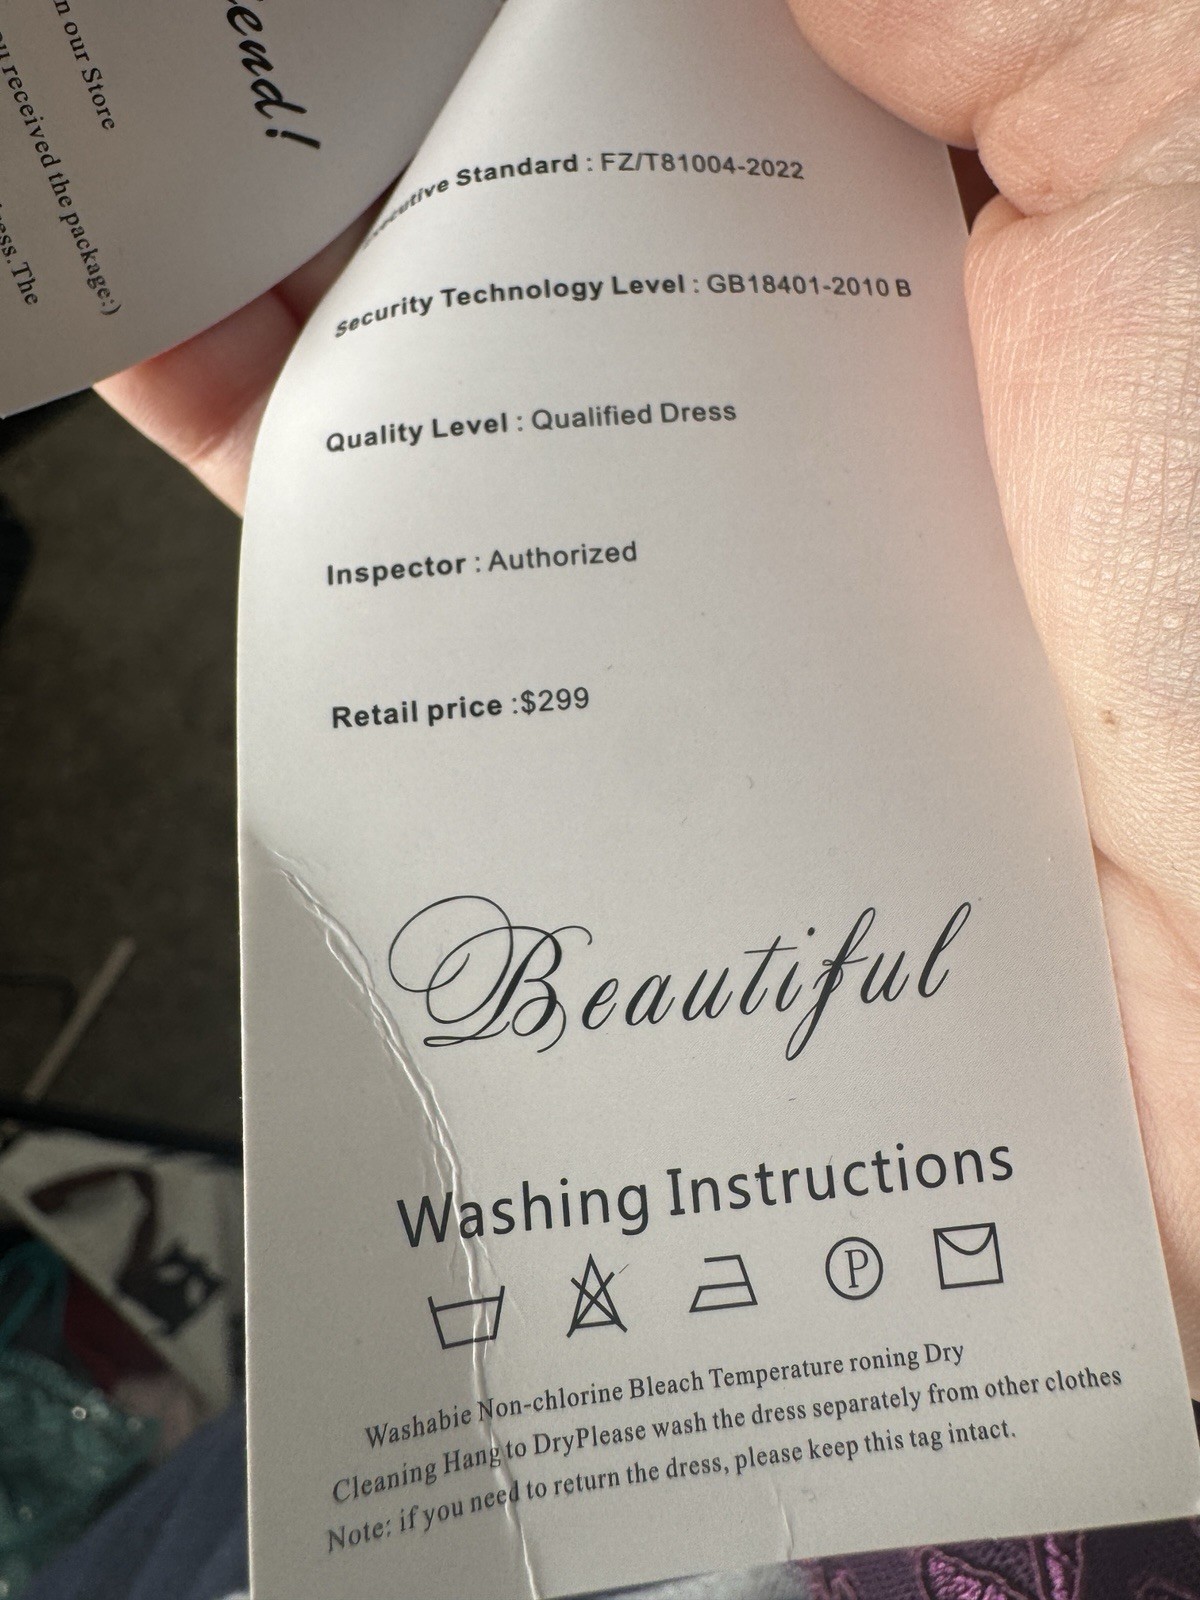 end!
n our Store
ou received the package:)
ress. The
Executive Standard : FZ/T81004-2022
Security Technology Level : GB18401-2010 B
Quality Level : Qualified Dress
Inspector : Authorized
Retail price :$299
Beautiful
Washing Instructions
P
Washabie Non-chlorine Bleach Temperature roning Dry
Cleaning Hang to DryPlease wash the dress separately from other clothes
Note: if you need to return the dress, please keep this tag intact.